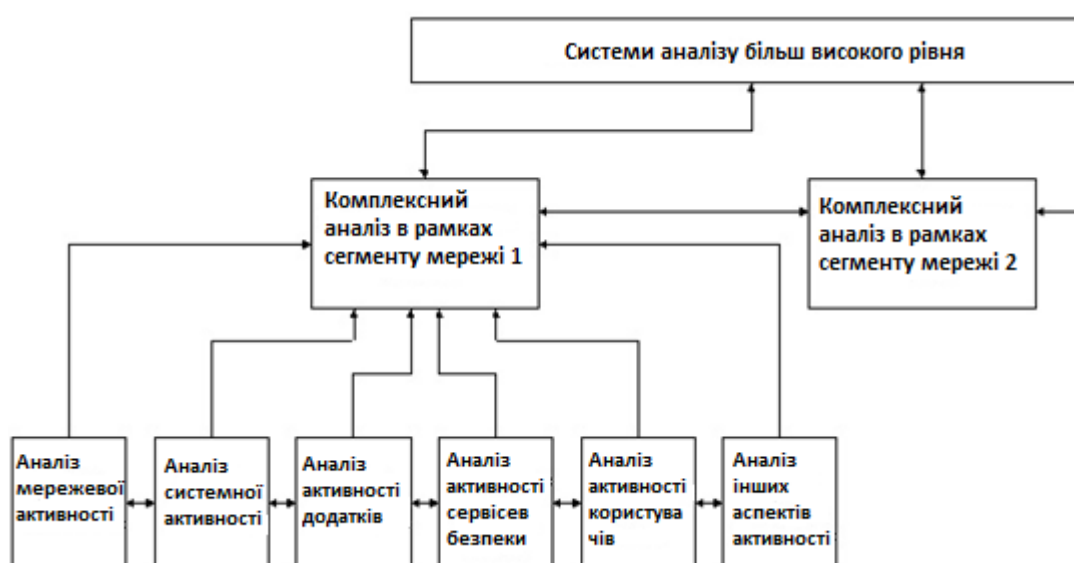 Системи аналізу більш високого рівня
Комплексний
аналіз в рамках
сегменту мережі 1
Комплексний
аналіз в рамках
сегменту мережі 2
Аналіз
мережевої
активності
Аналіз
системної
активності
Аналіз
активності
додатків
Аналіз
активності
сервісев
безпеки
Аналіз
активності
користува
чів
Аналіз
інших
аспектів
активності